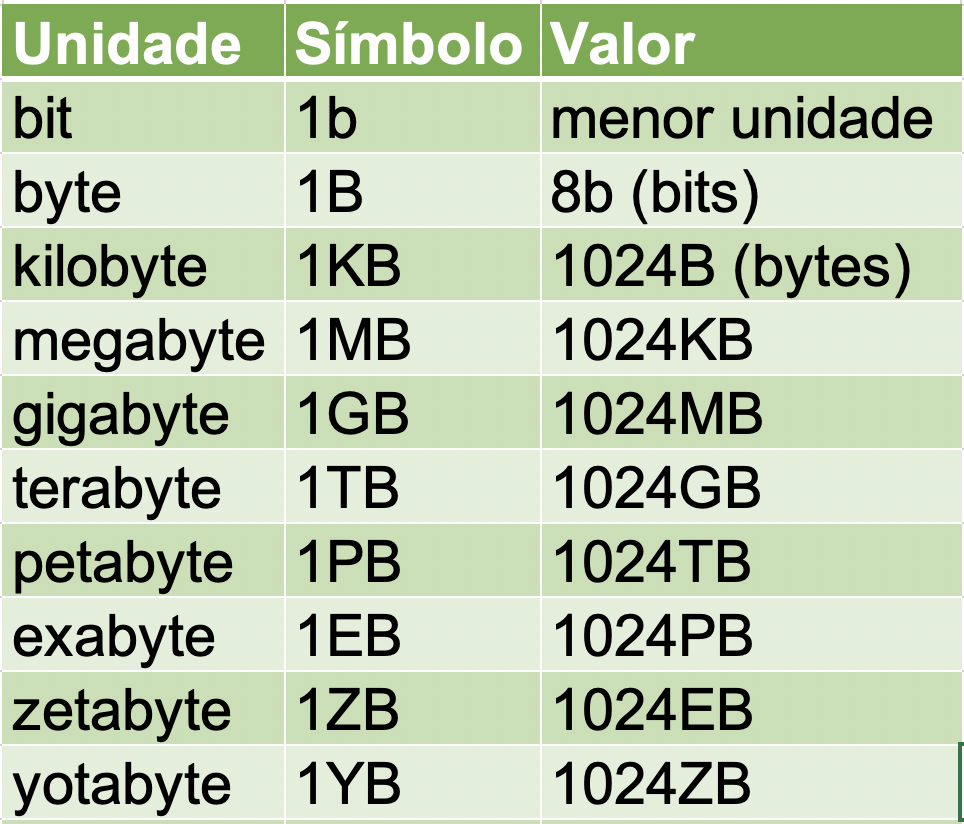 Unidade Símbolo Valor
bit 1b menor unidade
byte 1B 8b (bits)
kilobyte 1KB 1024B (bytes)
megabyte 1MB 1024KB
gigabyte 1GB 1024MB
terabyte 1TB 1024GB
petabyte 1PB 1024TB
exabyte 1EB 1024PB
zetabyte 1ZB 1024EB
yotabyte 1YB 1024ZB